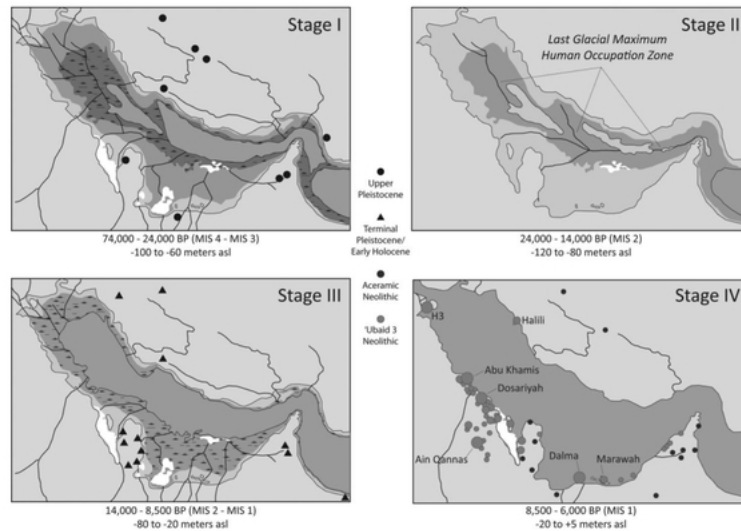 Stage I
74,000 - 24,000 BP (MIS 4 - MIS 3)
-100 to -60 meters asl
Stage II
Last Glacial Maximum
Human Occupation Zone
24,000 - 14,000 BP (MIS 2)
-120 to -80 meters asl
Upper
Pleistocene
Terminal
Pleistocene/
Early Holocene
Aceramic
Neolithic
'Ubaid 3
Neolithic
Stage III
14,000 - 8,500 BP (MIS 2 - MIS 1)
-80 to -20 meters asl
Stage IV
H3
Halili
Abu Khamis
Dosariyah
Ain Qannas
Dalma
Marawah
8,500 - 6,000 BP (MIS 1)
-20 to +5 meters asl